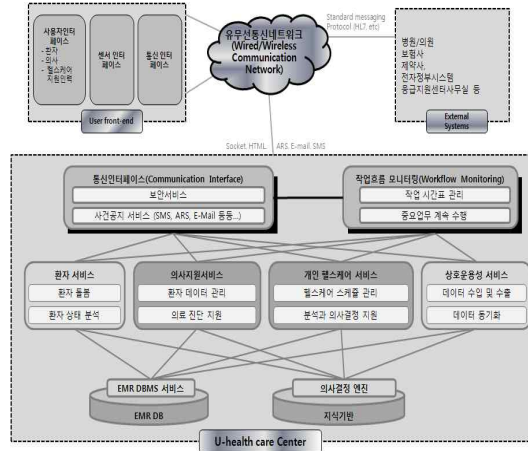 사용자인터
페이스
- 환자
- 의사
- 헬스케어
지원인력
센서 인터
페이스
통신 인터
페이스
User front-end
유무선통신네트워크
(Wired/Wireless
Communication
Network)
Standard messaging
Protocol (HL7, etc)
병원/의원
보험사
제약사,
전자정부시스템
응급지원센터사무실 등
External
Systems
Socket, HTML, ARS, E-mail, SMS
통신인터페이스(Communication Interface)
보안서비스
사건공지 서비스 (SMS, ARS, E-Mail 등등...)
작업흐름 모니터링(Workflow Monitoring)
작업 시간표 관리
중요업무 계속 수행
환자 서비스
환자 돌봄
환자 상태 분석
의사지원서비스
환자 데이터 관리
의료 진단 지원
개인 헬스케어 서비스
헬스케어 스케쥴 관리
분석과 의사결정 지원
상호운용성 서비스
데이터 수입 및 수출
데이터 동기화
EMR DBMS 서비스
EMR DB
의사결정 엔진
지식기반
U-health care Center